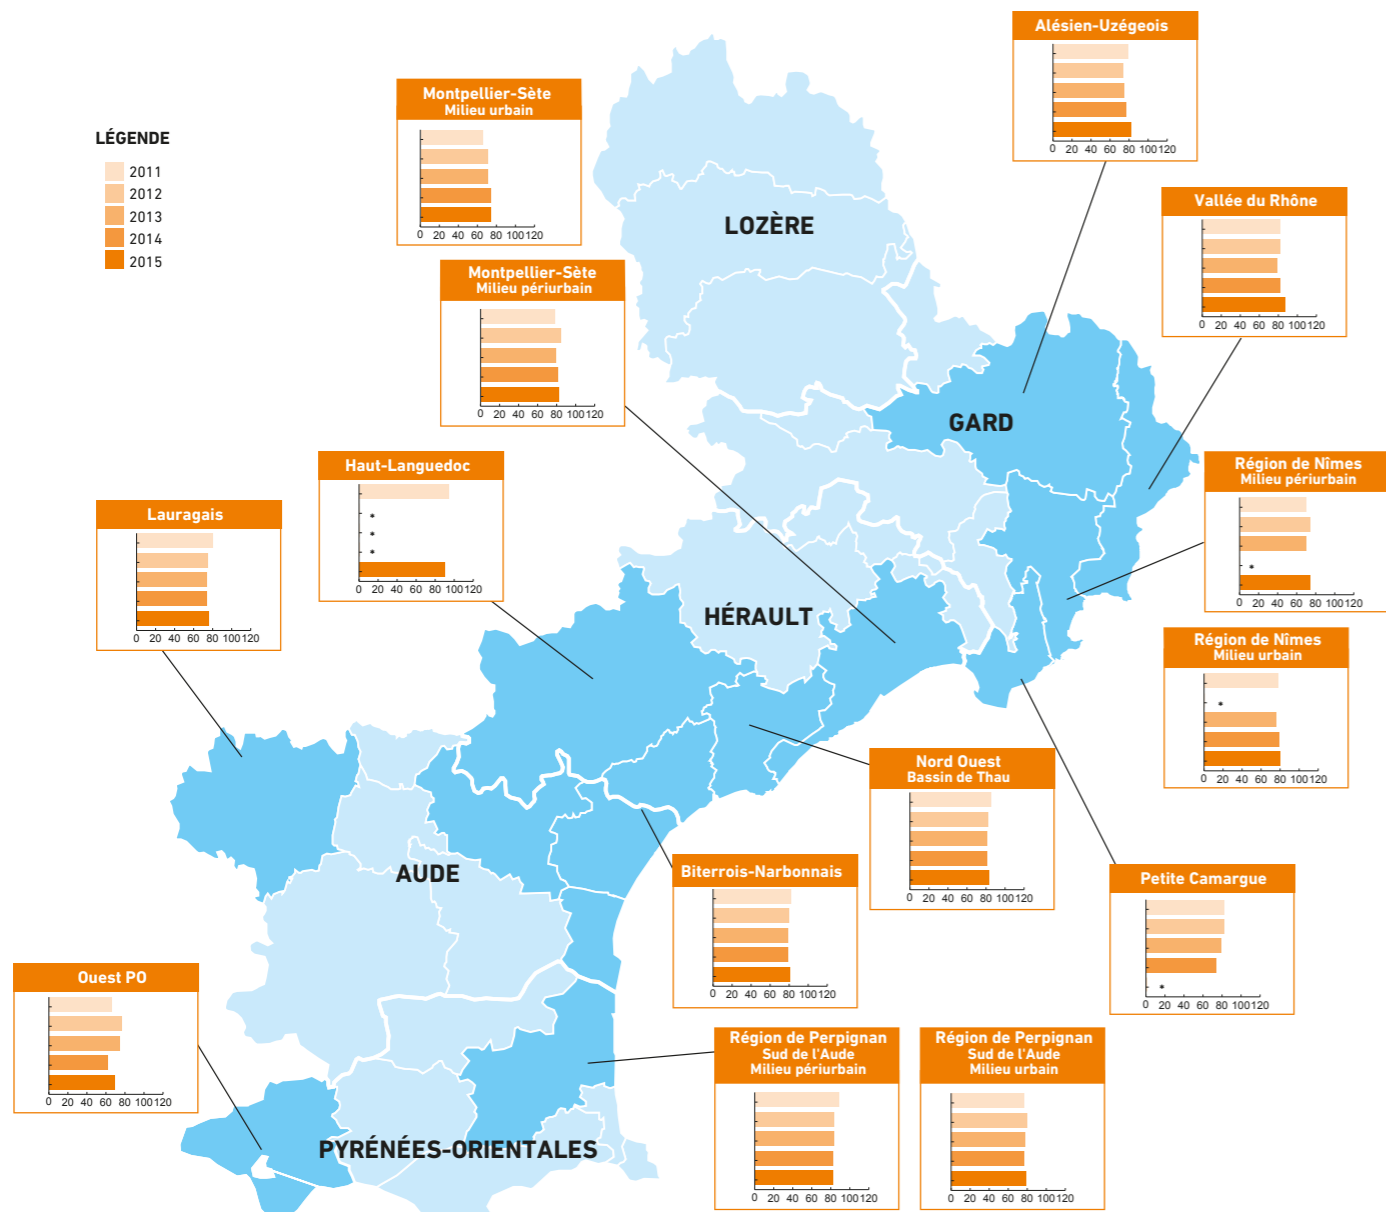 Alésien-Uzégeois
0 20 40 60 80 100 120
Montpellier-Sète
Milieu urbain
0 20 40 60 80 100 120
LÉGENDE
2011
2012
2013
2014
2015
Vallée du Rhône
0 20 40 60 80 100 120
LOZÈRE
Montpellier-Sète
Milieu périurbain
0 20 40 60 80 100 120
GARD
Haut-Languedoc
*
*
*
0 20 40 60 80 100 120
Région de Nîmes
Milieu périurbain
*
0 20 40 60 80 100 120
Lauragais
0 20 40 60 80 100 120
HÉRAULT
Région de Nîmes
Milieu urbain
*
0 20 40 60 80 100 120
Nord Ouest
Bassin de Thau
0 20 40 60 80 100 120
AUDE
Biterrois-Narbonnais
0 20 40 60 80 100 120
Petite Camargue
*
0 20 40 60 80 100 120
Ouest PO
0 20 40 60 80 100 120
Région de Perpignan
Sud de l'Aude
Milieu périurbain
0 20 40 60 80 100 120
Région de Perpignan
Sud de l'Aude
Milieu urbain
0 20 40 60 80 100 120
PYRÉNÉES-ORIENTALES